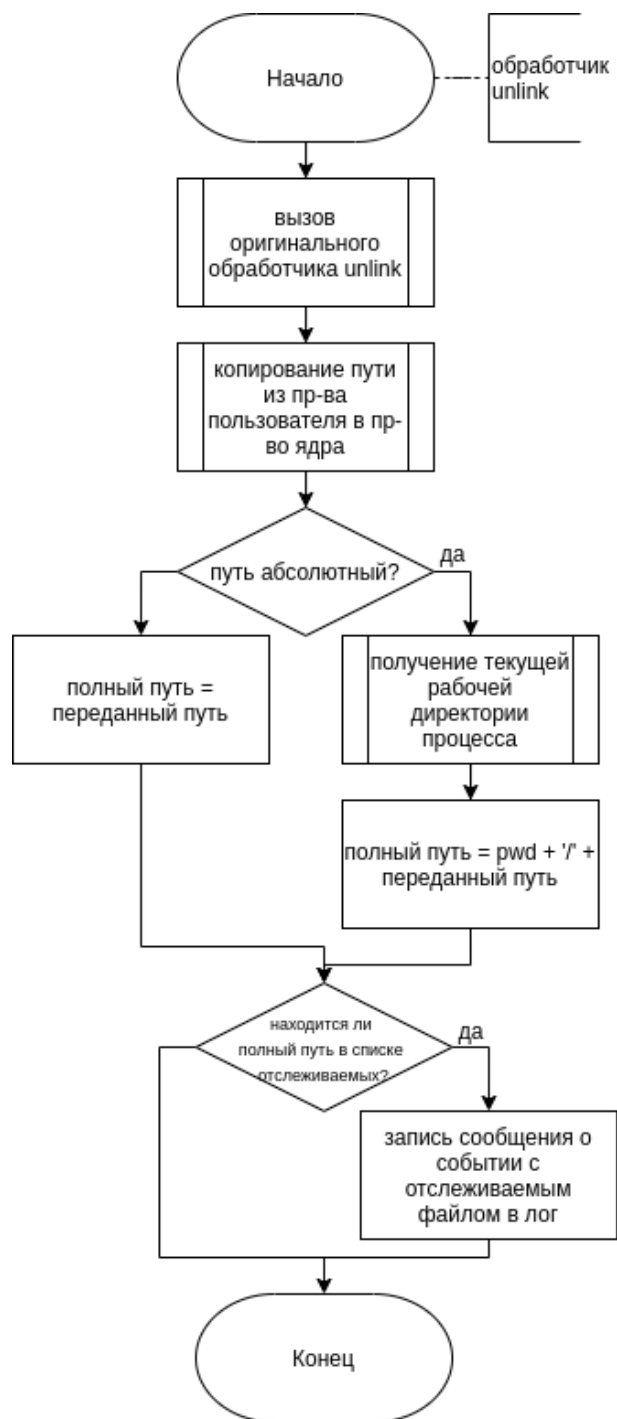 Начало
обработчик
unlink
вызов
оригинального
обработчика unlink
копирование пути
из пр-ва
пользователя в пр-
во ядра
путь абсолютный?
да
полный путь =
переданный путь
получение текущей
рабочей
директории
процесса
полный путь = pwd + '/' +
переданный путь
находится ли
полный путь в списке
отслеживаемых?
да
запись сообщения о
событии с
отслеживаемым
файлом в лог
Конец